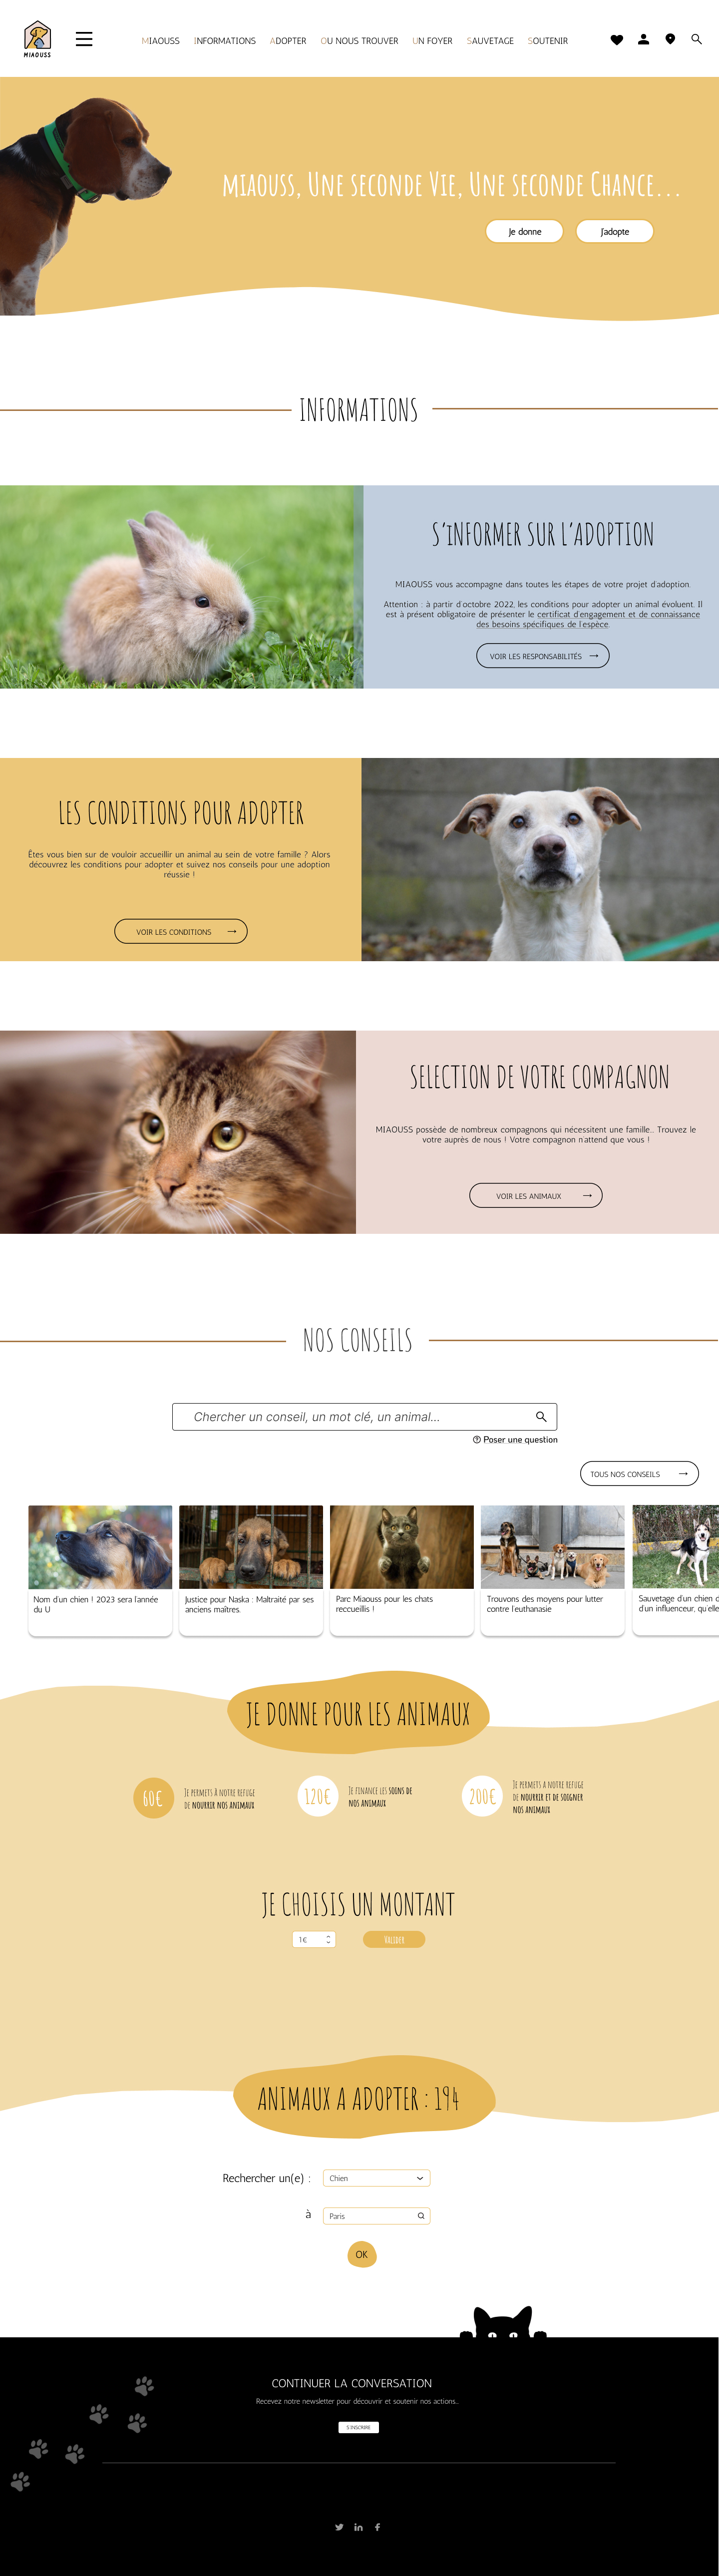 MIAOUSS
MIAOUSS INFORMATIONS ADOPTER OU NOUS TROUVER UN FOYER SAUVETAGE SOUTENIR
miaouss, Une seconde Vie, Une seconde Chance...
Je donne
J'adopte
INFORMATIONS
S'iNFORMER SUR L'ADOPTION
MIAOUSS vous accompagne dans toutes les étapes de votre projet d'adoption.
Attention : à partir d'octobre 2022, les conditions pour adopter un animal évoluent. Il
est à présent obligatoire de présenter le certificat d'engagement et de connaissance
des besoins spécifiques de l'espèce.
VOIR LES RESPONSABILITÉS →
LES CONDITIONS POUR ADOPTER
Êtes vous bien sur de vouloir accueillir un animal au sein de votre famille ? Alors
découvrez les conditions pour adopter et suivez nos conseils pour une adoption
réussie !
VOIR LES CONDITIONS →
SELECTION DE VOTRE COMPAGNON
MIAOUSS possède de nombreux compagnons qui nécessitent une famille... Trouvez le
votre auprès de nous ! Votre compagnon n'attend que vous !
VOIR LES ANIMAUX →
NOS CONSEILS
Chercher un conseil, un mot clé, un animal...
Poser une question
TOUS NOS CONSEILS →
Nom d'un chien ! 2023 sera l'année
du U
Justice pour Naska : Maltraité par ses
anciens maîtres.
Parc Miaouss pour les chats
reccueillis !
Trouvons des moyens pour lutter
contre l'euthanasie
Sauvetage d'un chien d
d'un influenceur, qu'elle
JE DONNE POUR LES ANIMAUX
60€
Je permets à notre refuge
de nourrir nos animaux
120€
Je finance les soins de
nos animaux
200€
Je permets a notre refuge
de nourrir et de soigner
nos animaux
JE CHOISIS UN MONTANT
1€
Valider
ANIMAUX A ADOPTER : 194
Rechercher un(e) :
Chien
à
Paris
OK
CONTINUER LA CONVERSATION
Recevez notre newsletter pour découvrir et soutenir nos actions...
S'INSCRIRE